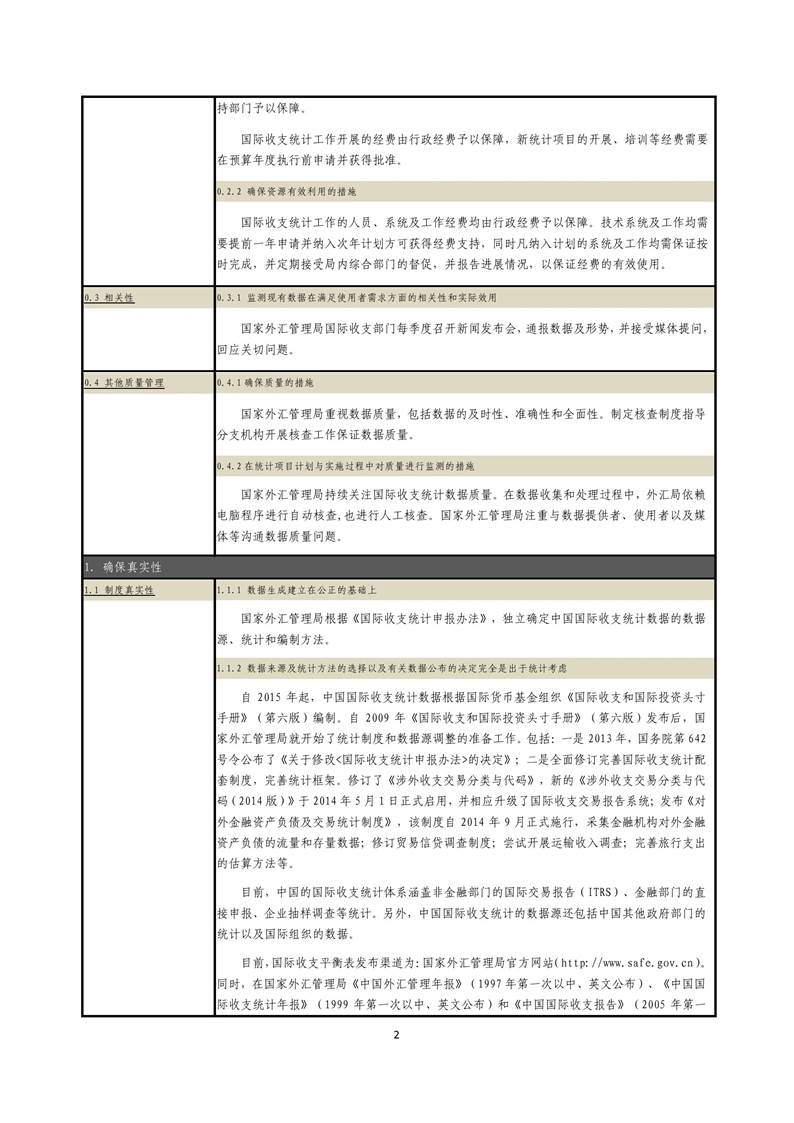 持部门予以保障。
国际收支统计工作开展的经费由行政经费予以保障，新统计项目的开展、培训等经费需要
在预算年度执行前申请并获得批准。
0.2.2 确保资源有效利用的措施
国际收支统计工作的人员、系统及工作经费均由行政经费予以保障。技术系统及工作均需
要提前一年申请并纳入次年计划方可获得经费支持，同时凡纳入计划的系统及工作均需保证按
时完成，并定期接受局内综合部门的督促，并报告进展情况，以保证经费的有效使用。
0.3 相关性
0.3.1 监测现有数据在满足使用者需求方面的相关性和实际效用
国家外汇管理局国际收支部门每季度召开新闻发布会，通报数据及形势，并接受媒体提问，
回应关切问题。
0.4 其他质量管理
0.4.1确保质量的措施
国家外汇管理局重视数据质量，包括数据的及时性、准确性和全面性。制定核查制度指导
分支机构开展核查工作保证数据质量。
0.4.2在统计项目计划与实施过程中对质量进行监测的措施
国家外汇管理局持续关注国际收支统计数据质量。在数据收集和处理过程中，外汇局依赖
电脑程序进行自动核查,也进行人工核查。国家外汇管理局注重与数据提供者、使用者以及媒
体等沟通数据质量问题。
1. 确保真实性
1.1 制度真实性
1.1.1 数据生成建立在公正的基础上
国家外汇管理局根据《国际收支统计申报办法》，独立确定中国国际收支统计数据的数据
源、统计和编制方法。
1.1.2 数据来源及统计方法的选择以及有关数据公布的决定完全是出于统计考虑
自 2015 年起，中国国际收支统计数据根据国际货币基金组织《国际收支和国际投资头寸
手册》（第六版）编制。自 2009 年《国际收支和国际投资头寸手册》（第六版）发布后，国
家外汇管理局就开始了统计制度和数据源调整的准备工作。包括：一是 2013 年，国务院第 642
号令公布了《关于修改<国际收支统计申报办法>的决定》；二是全面修订完善国际收支统计配
套制度，完善统计框架。修订了《涉外收支交易分类与代码》，新的《涉外收支交易分类与代
码（2014版）》于 2014 年 5 月 1 日正式启用，并相应升级了国际收支交易报告系统；发布《对
外金融资产负债及交易统计制度》，该制度自 2014 年 9 月正式施行，采集金融机构对外金融
资产负债的流量和存量数据；修订贸易信贷调查制度；尝试开展运输收入调查；完善旅行支出
的估算方法等。
目前，中国的国际收支统计体系涵盖非金融部门的国际交易报告（ITRS）、金融部门的直
接申报、企业抽样调查等统计。另外，中国国际收支统计的数据源还包括中国其他政府部门的
统计以及国际组织的数据。
目前,国际收支平衡表发布渠道为:国家外汇管理局官方网站(http://www.safe.gov.cn)。
同时，在国家外汇管理局《中国外汇管理年报》（1997 年第一次以中、英文公布）、《中国国
际收支统计年报》（1999 年第一次以中、英文公布）和《中国国际收支报告》（2005 年第一
2